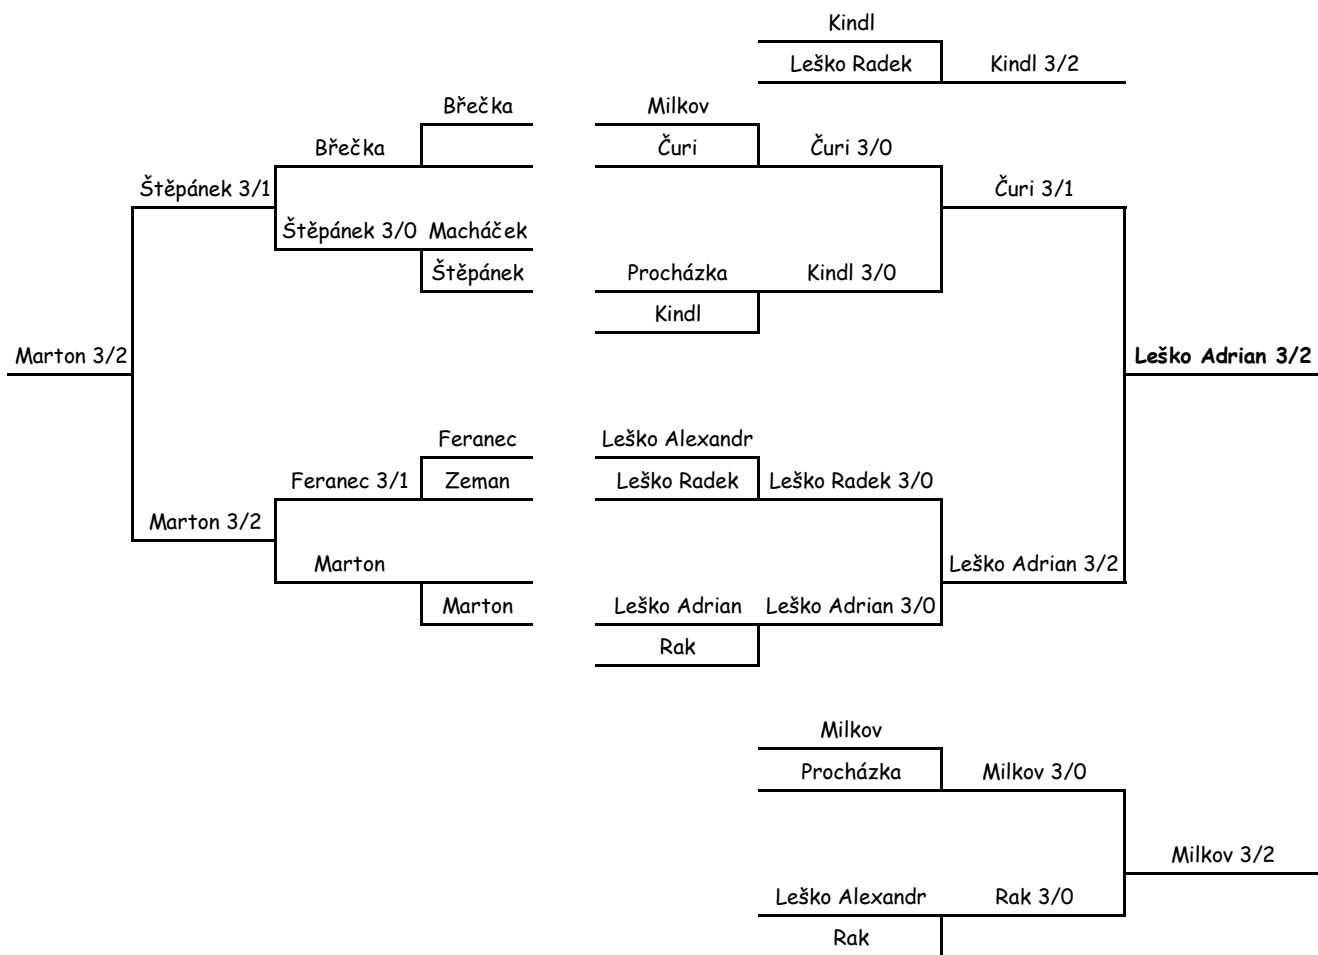 Kindl
Leško Radek Kindl 3/2
Břečka Milkov
Břečka Čuri Čuri 3/0
Štěpánek 3/1 Čuri 3/1
Štěpánek 3/0 Macháček
Štěpánek Procházka Kindl 3/0
Kindl
Marton 3/2 Leško Adrian 3/2
Feranec Leško Alexandr
Feranec 3/1 Zeman Leško Radek Leško Radek 3/0
Marton 3/2
Marton Leško Adrian 3/2
Marton Leško Adrian Leško Adrian 3/0
Rak
Milkov
Procházka Milkov 3/0
Milkov 3/2
Leško Alexandr Rak 3/0
Rak